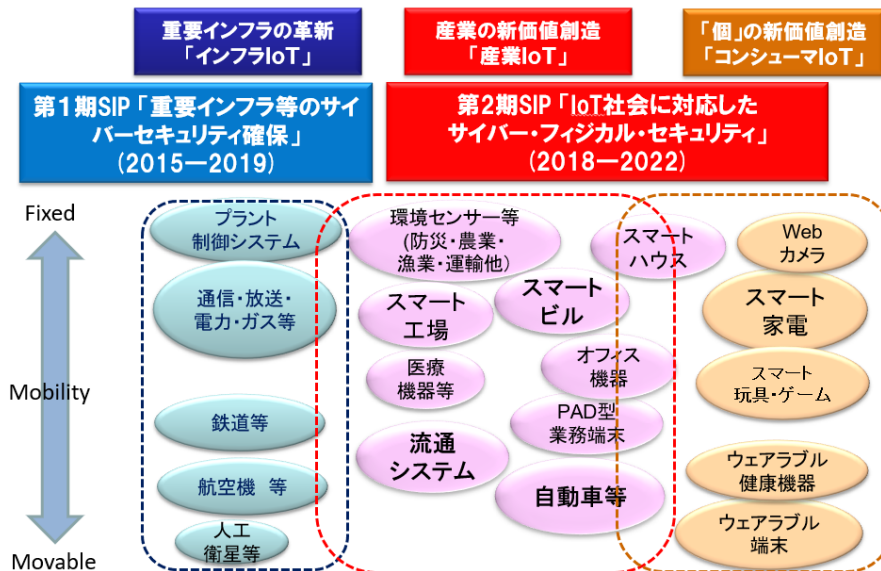 重要インフラの革新
「インフラIoT」
産業の新価値創造
「産業IoT」
「個」の新価値創造
「コンシューマIoT」
第1期SIP「重要インフラ等のサイ
バーセキュリティ確保」
(2015－2019)
第2期SIP「IoT社会に対応した
サイバー・フィジカル・セキュリティ」
(2018－2022)
Fixed
Mobility
Movable
プラント
制御システム
通信・放送・
電力・ガス等
鉄道等
航空機 等
人工
衛星等
環境センサー等
(防災・農業・
漁業・運輸他)
スマート
ハウス
スマート
工場
スマート
ビル
医療
機器等
オフィス
機器
PAD型
業務端末
流通
システム
自動車等
Web
カメラ
スマート
家電
スマート
玩具・ゲーム
ウェアラブル
健康機器
ウェアラブル
端末